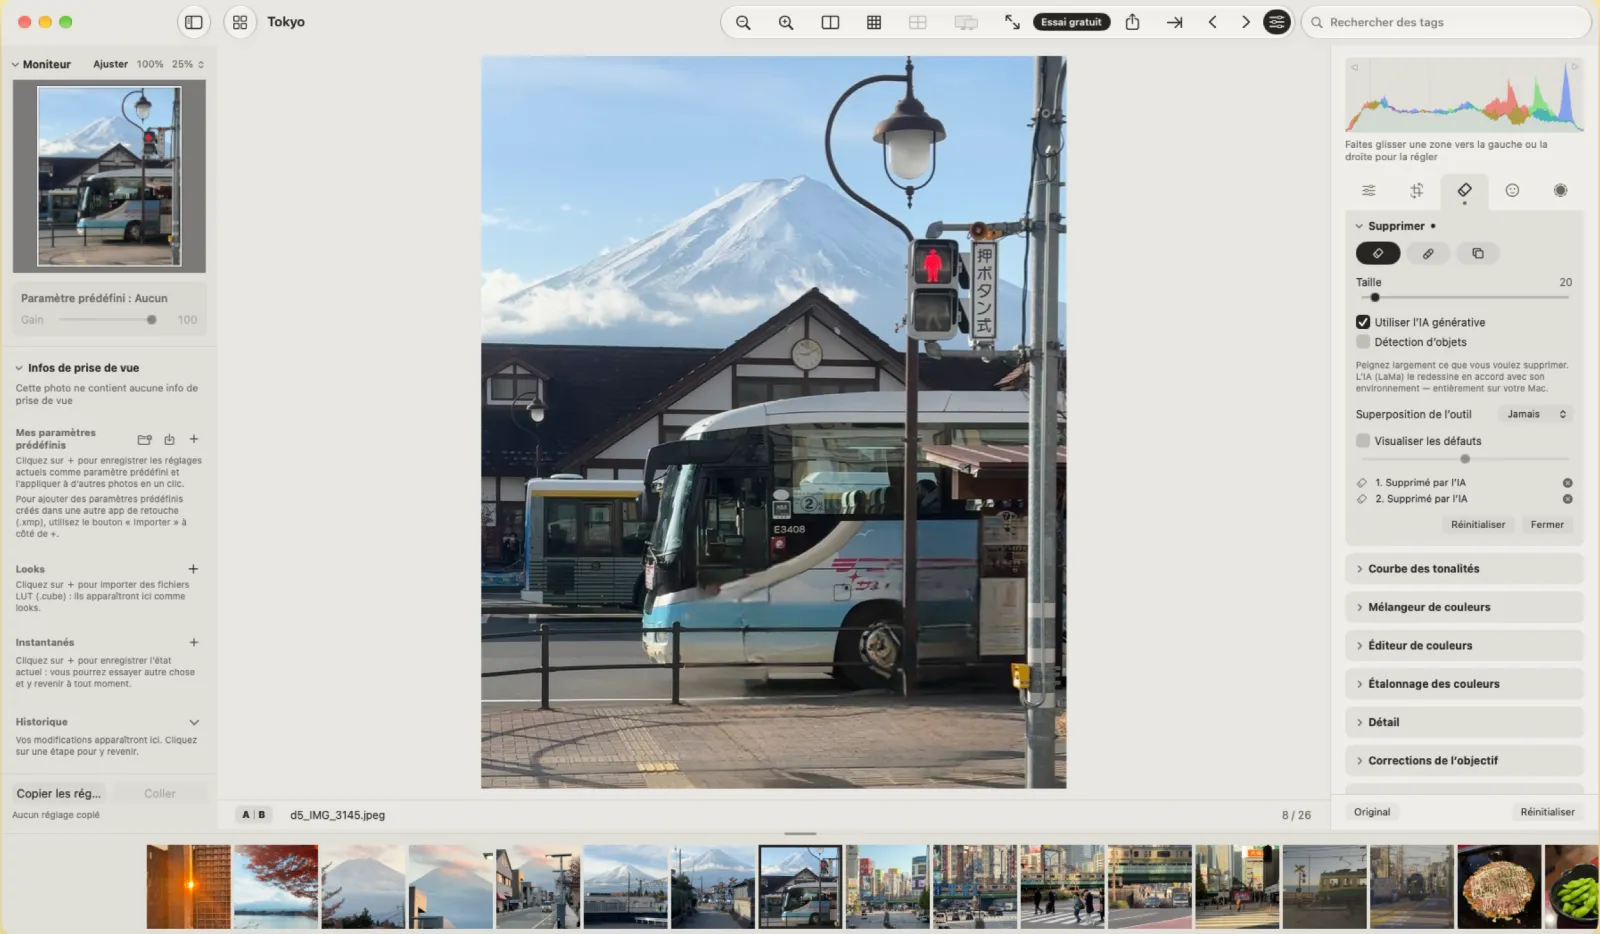 Tokyo
Essai gratuit
Rechercher des tags
Moniteur
Ajuster 100% 25%
Paramètre prédéfini : Aucun
Gain 100
Infos de prise de vue
Cette photo ne contient aucune info de
prise de vue
Mes paramètres
prédéfinis
Cliquez sur + pour enregistrer les réglages
actuels comme paramètre prédéfini et
l'appliquer à d'autres photos en un clic.
Pour ajouter des paramètres prédéfinis
créés dans une autre app de retouche
(.xmp), utilisez le bouton « Importer » à
côté de +.
Looks
Cliquez sur + pour importer des fichiers
LUT (.cube) : ils apparaîtront ici comme
looks.
Instantanés
Cliquez sur + pour enregistrer l'état
actuel : vous pourrez essayer autre chose
et y revenir à tout moment.
Historique
Vos modifications apparaîtront ici. Cliquez
sur une étape pour y revenir.
Copier les rég...
Coller
Aucun réglage copié
押ボタン式
2
E3408
A | B
d5_IMG_3145.jpeg
8 / 26
Faites glisser une zone vers la gauche ou la
droite pour la régler
Supprimer
Taille 20
Utiliser l'IA générative
Détection d'objets
Peignez largement ce que vous voulez supprimer.
L'IA (LaMa) le redessine en accord avec son
environnement — entièrement sur votre Mac.
Superposition de l'outil Jamais
Visualiser les défauts
1. Supprimé par l'IA
2. Supprimé par l'IA
Réinitialiser Fermer
Courbe des tonalités
Mélangeur de couleurs
Éditeur de couleurs
Étalonnage des couleurs
Détail
Corrections de l'objectif
Original
Réinitialiser